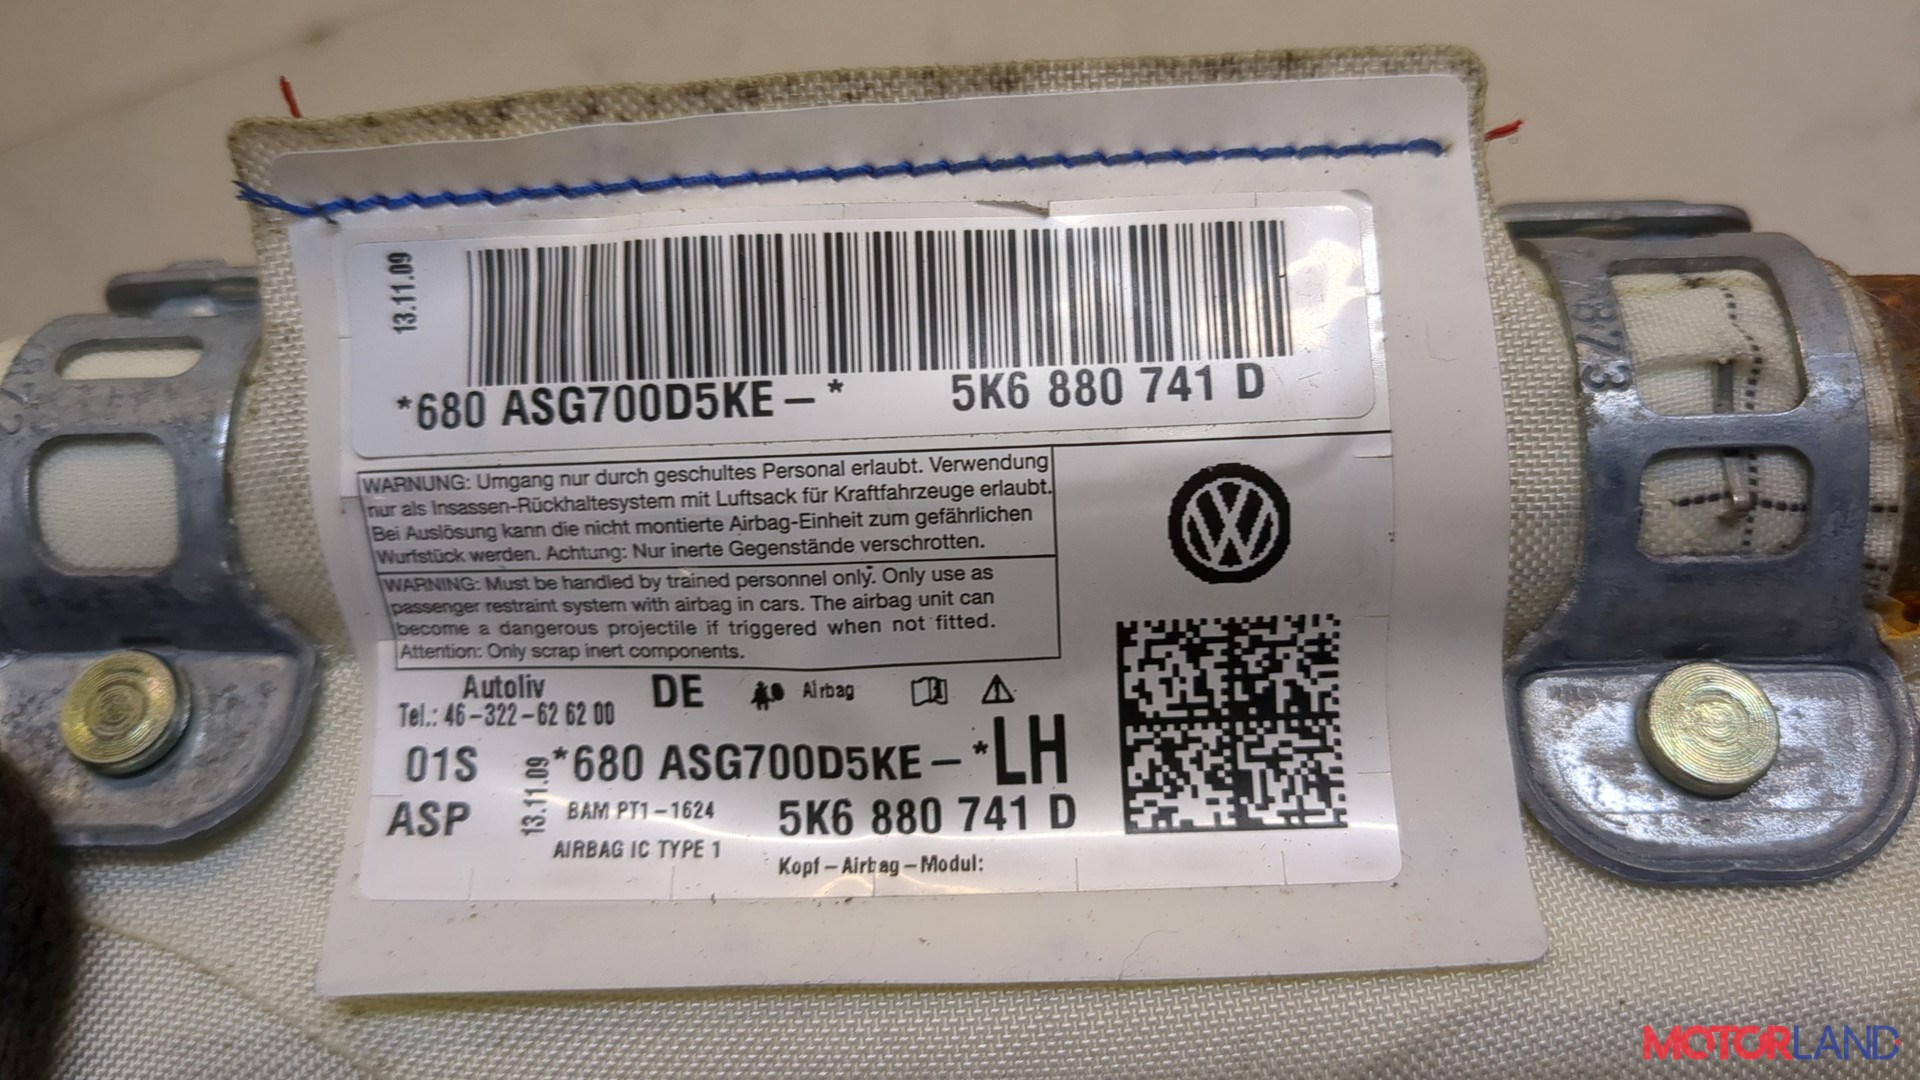 13.11.09
*680 ASG700D5KE-* 5K6 880 741 D
WARNUNG: Umgang nur durch geschultes Personal erlaubt. Verwendung
nur als Insassen-Rückhaltesystem mit Luftsack für Kraftfahrzeuge erlaubt.
Bei Auslösung kann die nicht montierte Airbag-Einheit zum gefährlichen
Wurfstück werden. Achtung: Nur inerte Gegenstände verschrotten.
WARNING: Must be handled by trained personnel only. Only use as
passenger restraint system with airbag in cars. The airbag unit can
become a dangerous projectile if triggered when not fitted.
Attention: Only scrap inert components.
Autoliv DE Airbag
Tel.: 46-322-62 62 00
01S 13.11.09 *680 ASG700D5KE-* LH
ASP BAM PT1-1624 5K6 880 741 D
AIRBAG IC TYPE 1 Kopf-Airbag-Modul:
MOTORLAND